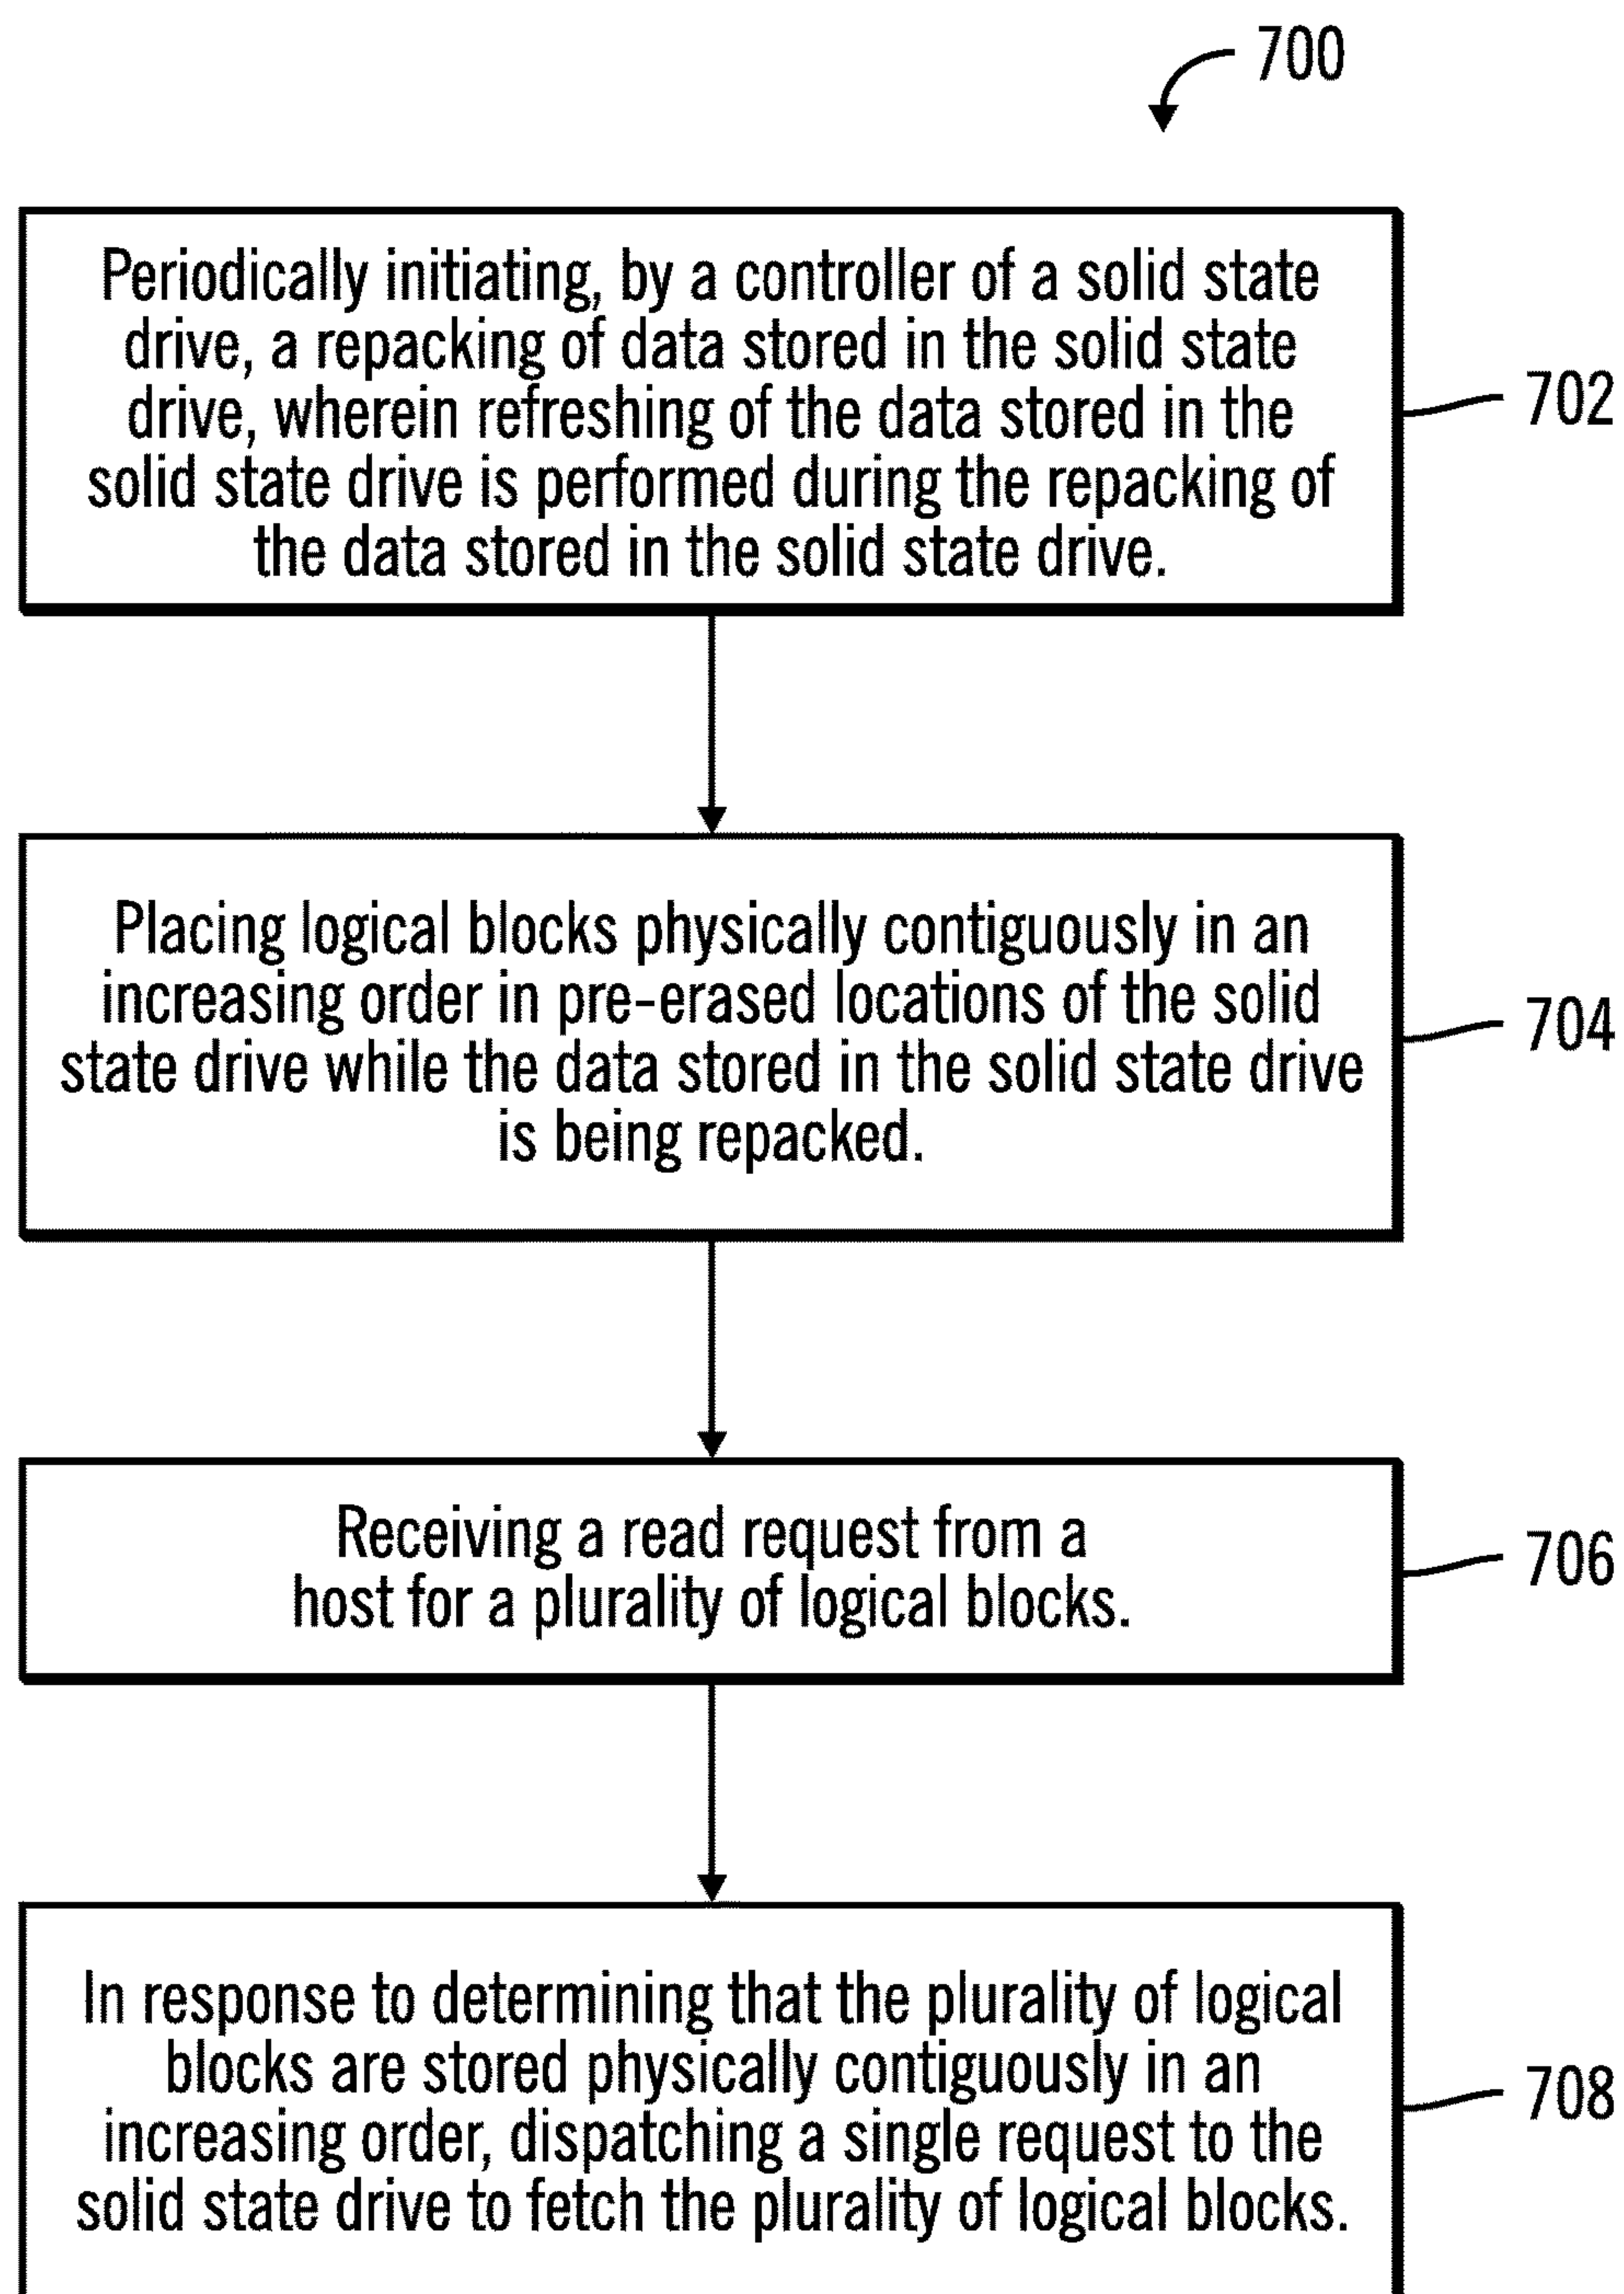 700
Periodically initiating, by a controller of a solid state
drive, a repacking of data stored in the solid state
drive, wherein refreshing of the data stored in the
solid state drive is performed during the repacking of
the data stored in the solid state drive.
702
Placing logical blocks physically contiguously in an
increasing order in pre-erased locations of the solid
state drive while the data stored in the solid state drive
is being repacked.
704
Receiving a read request from a
host for a plurality of logical blocks.
706
In response to determining that the plurality of logical
blocks are stored physically contiguously in an
increasing order, dispatching a single request to the
solid state drive to fetch the plurality of logical blocks.
708